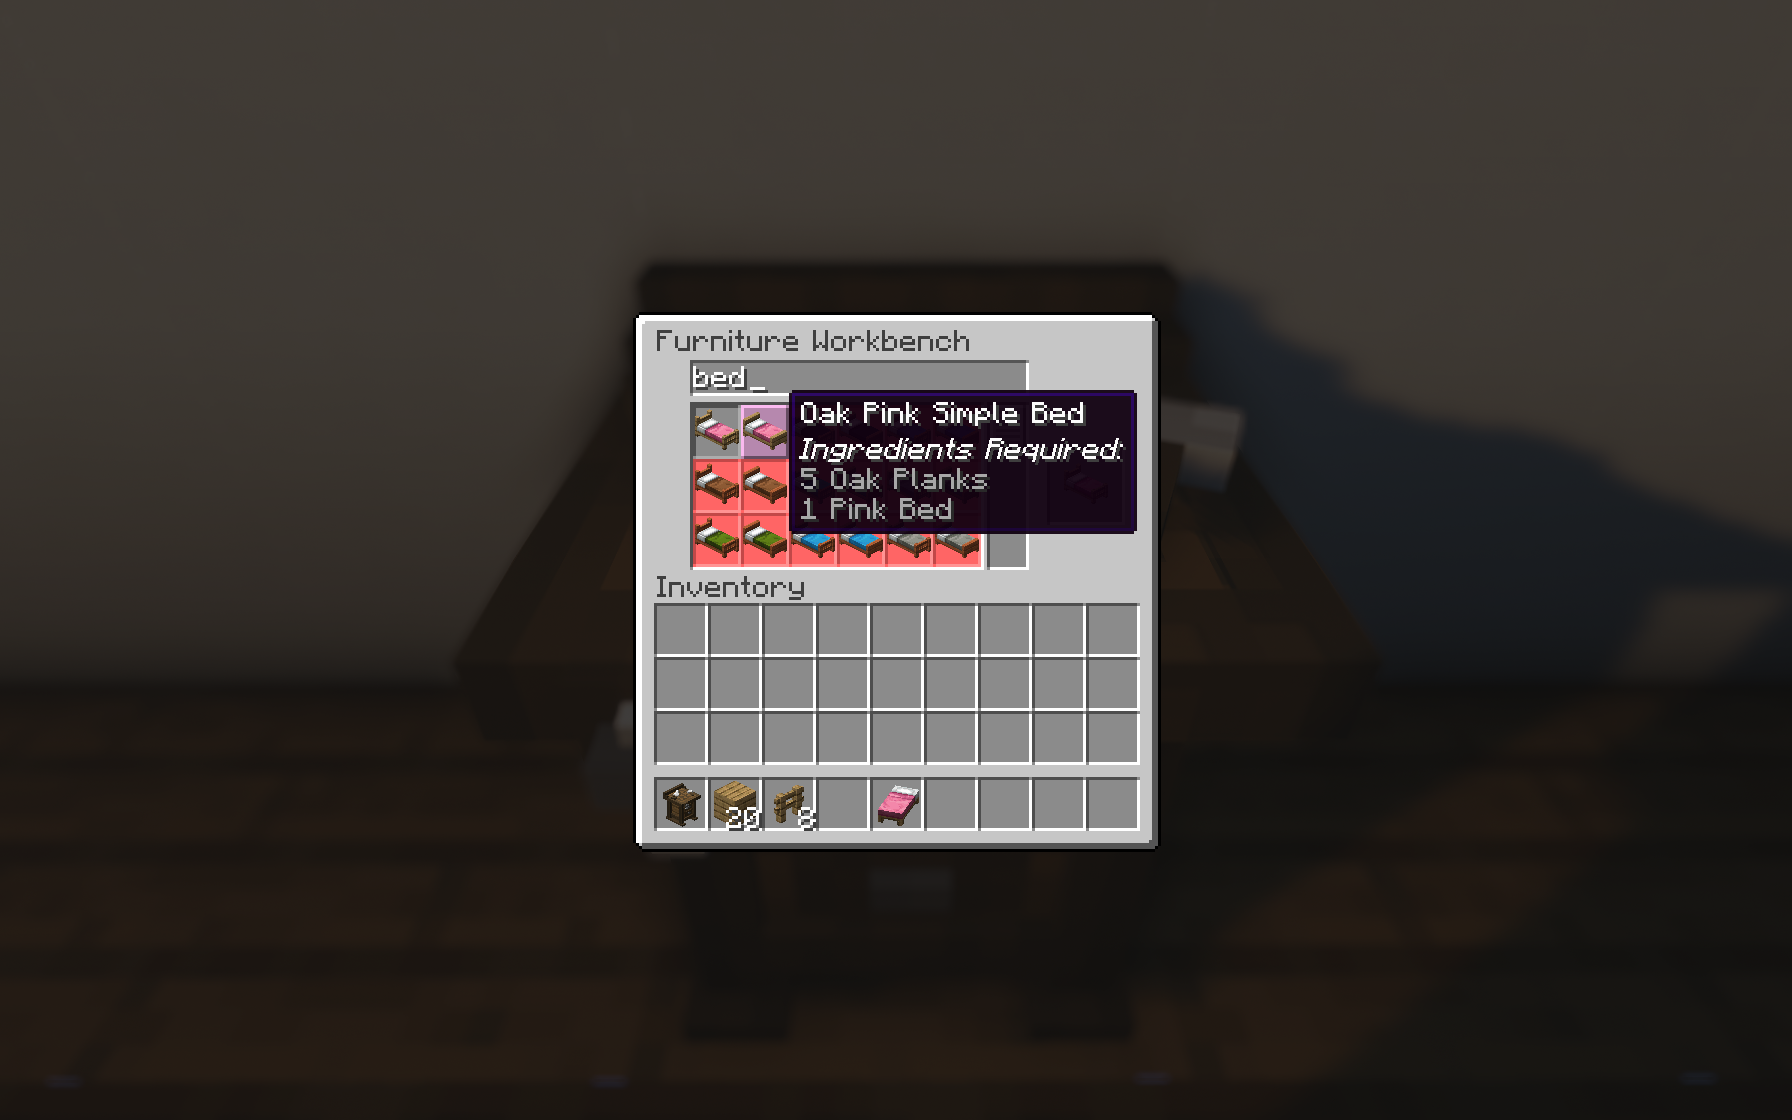 Furniture Workbench
bed_
Oak Pink Simple Bed
Ingredients Required:
5 Oak Planks
1 Pink Bed
Inventory
20
8